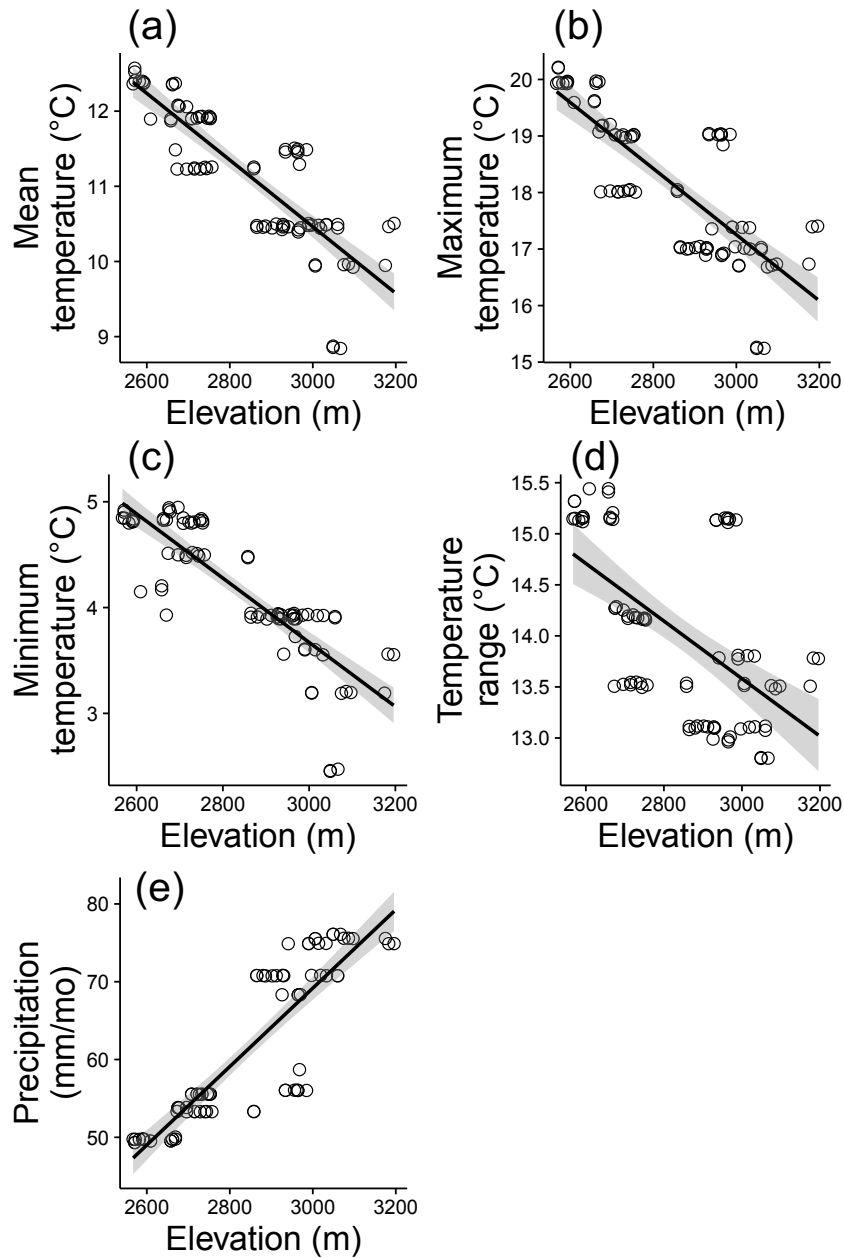 (a)
Mean
temperature (°C)
12
11
10
9
2600 2800 3000 3200
Elevation (m)
(b)
Maximum
temperature (°C)
20
19
18
17
16
15
2600 2800 3000 3200
Elevation (m)
(c)
Minimum
temperature (°C)
5
4
3
2600 2800 3000 3200
Elevation (m)
(d)
Temperature
range (°C)
15.5
15.0
14.5
14.0
13.5
13.0
2600 2800 3000 3200
Elevation (m)
(e)
Precipitation
(mm/mo)
80
70
60
50
2600 2800 3000 3200
Elevation (m)